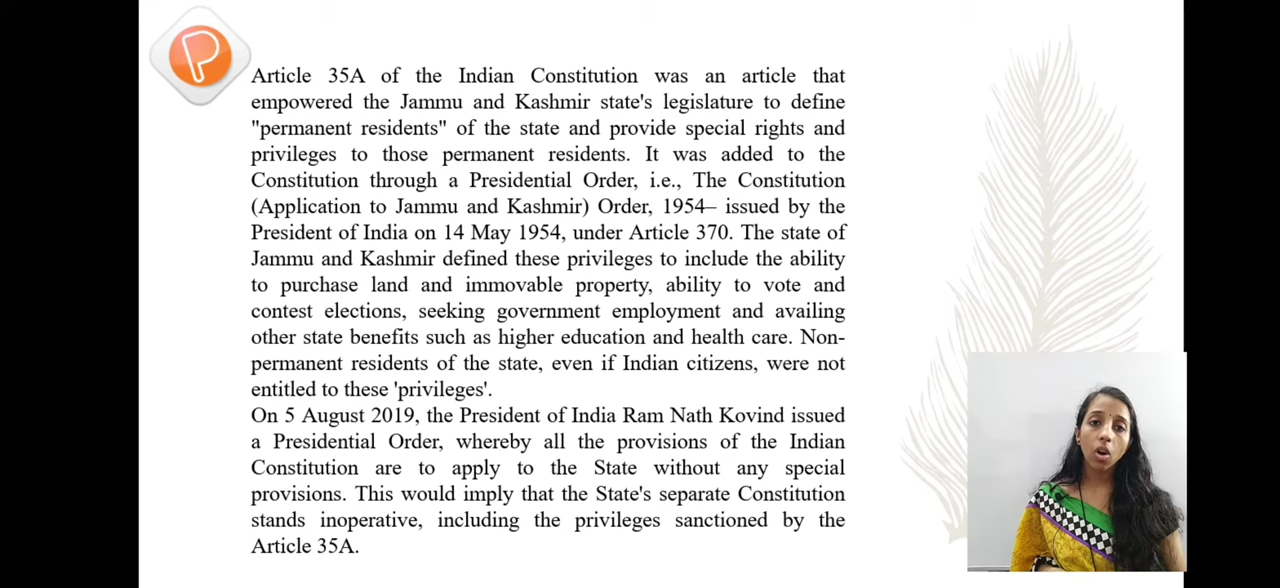 P
Article 35A of the Indian Constitution was an article that
empowered the Jammu and Kashmir state's legislature to define
"permanent residents" of the state and provide special rights and
privileges to those permanent residents. It was added to the
Constitution through a Presidential Order, i.e., The Constitution
(Application to Jammu and Kashmir) Order, 1954– issued by the
President of India on 14 May 1954, under Article 370. The state of
Jammu and Kashmir defined these privileges to include the ability
to purchase land and immovable property, ability to vote and
contest elections, seeking government employment and availing
other state benefits such as higher education and health care. Non-
permanent residents of the state, even if Indian citizens, were not
entitled to these 'privileges'.
On 5 August 2019, the President of India Ram Nath Kovind issued
a Presidential Order, whereby all the provisions of the Indian
Constitution are to apply to the State without any special
provisions. This would imply that the State's separate Constitution
stands inoperative, including the privileges sanctioned by the
Article 35A.